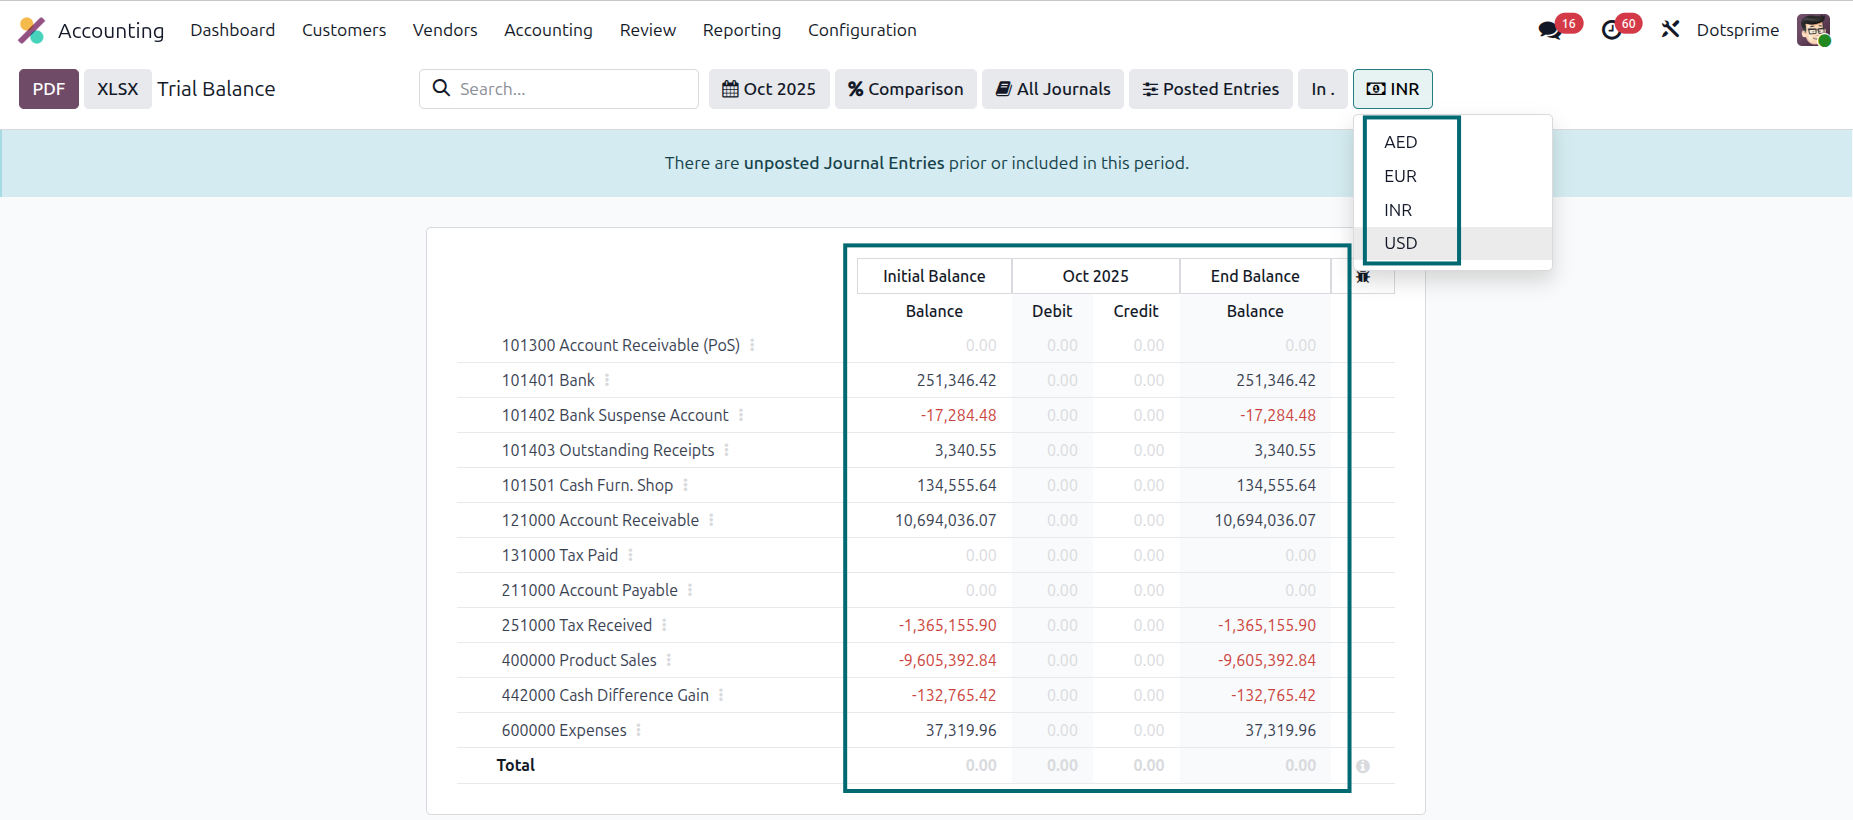 Accounting Dashboard Customers Vendors Accounting Review Reporting Configuration 16 60 Dotsprime
PDF XLSX Trial Balance Search... Oct 2025 % Comparison All Journals Posted Entries In . INR
AED
EUR
INR
USD
There are unposted Journal Entries prior or included in this period.
Initial Balance Oct 2025 End Balance
Balance Debit Credit Balance
101300 Account Receivable (PoS) 0.00 0.00 0.00 0.00
101401 Bank 251,346.42 0.00 0.00 251,346.42
101402 Bank Suspense Account -17,284.48 0.00 0.00 -17,284.48
101403 Outstanding Receipts 3,340.55 0.00 0.00 3,340.55
101501 Cash Furn. Shop 134,555.64 0.00 0.00 134,555.64
121000 Account Receivable 10,694,036.07 0.00 0.00 10,694,036.07
131000 Tax Paid 0.00 0.00 0.00 0.00
211000 Account Payable 0.00 0.00 0.00 0.00
251000 Tax Received -1,365,155.90 0.00 0.00 -1,365,155.90
400000 Product Sales -9,605,392.84 0.00 0.00 -9,605,392.84
442000 Cash Difference Gain -132,765.42 0.00 0.00 -132,765.42
600000 Expenses 37,319.96 0.00 0.00 37,319.96
Total 0.00 0.00 0.00 0.00